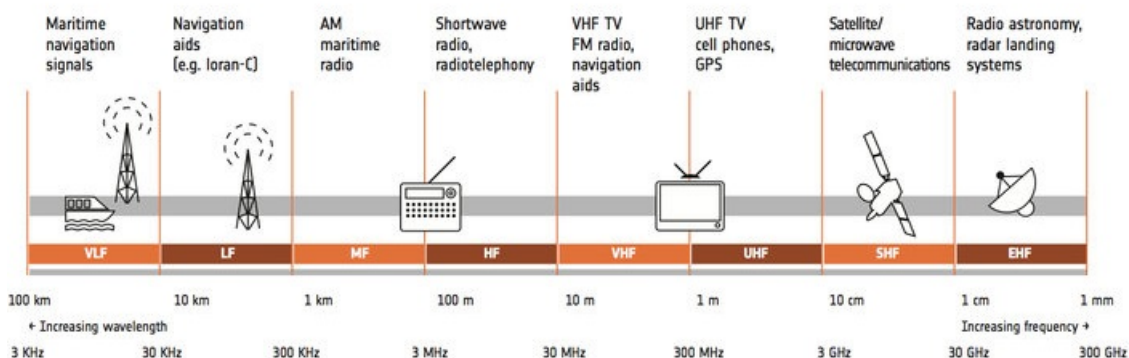 Maritime
navigation
signals
Navigation
aids
(e.g. loran-C)
AM
maritime
radio
Shortwave
radio,
radiotelephony
VHF TV
FM radio,
navigation
aids
UHF TV
cell phones,
GPS
Satellite/
microwave
telecommunications
Radio astronomy,
radar landing
systems
VLF LF MF HF VHF UHF SHF EHF
100 km 10 km 1 km 100 m 10 m 1 m 10 cm 1 cm 1 mm
← Increasing wavelength Increasing frequency →
3 KHz 30 KHz 300 KHz 3 MHz 30 MHz 300 MHz 3 GHz 30 GHz 300 GHz